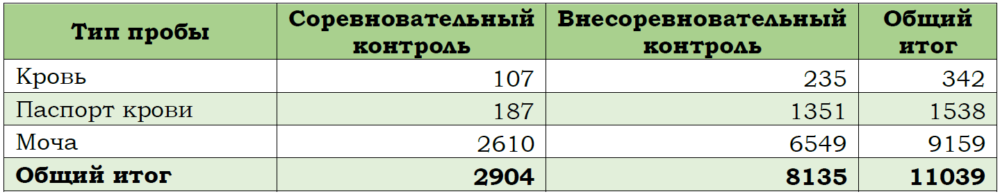 Тип пробы Соревновательный контроль Внесоревновательный контроль Общий итог
Кровь 107 235 342
Паспорт крови 187 1351 1538
Моча 2610 6549 9159
Общий итог 2904 8135 11039